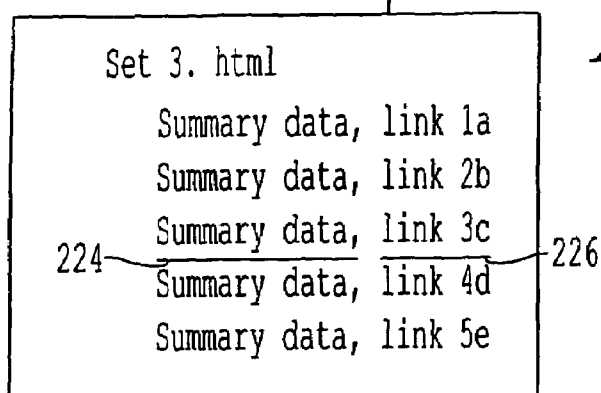 Set 3. html
Summary data, link 1a
Summary data, link 2b
Summary data, link 3c
224
226
Summary data, link 4d
Summary data, link 5e